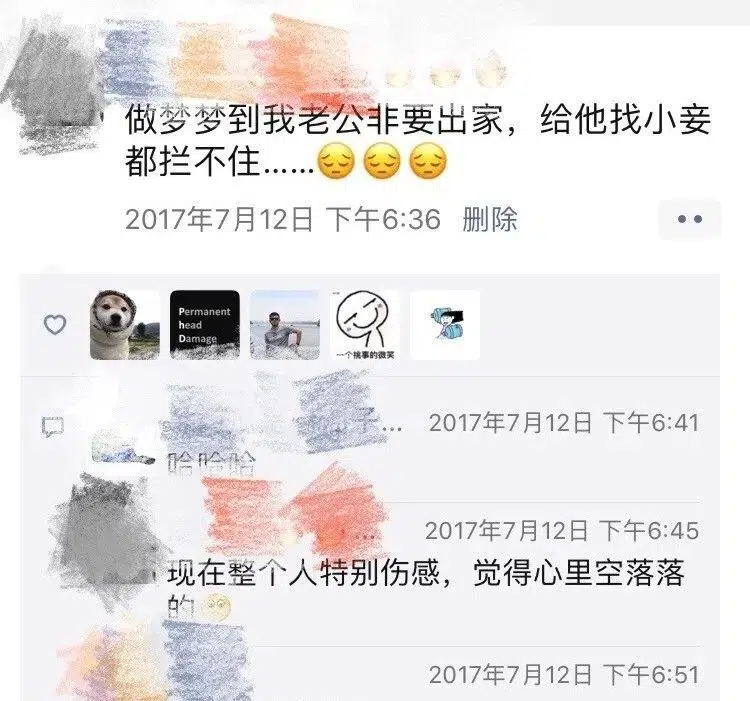 做梦梦到我老公非要出家，给他找小妾
都拦不住……😔😔😔
2017年7月12日 下午6:36 删除
Permanent
head
Damage
一个搞事的微笑
子...
2017年7月12日 下午6:41
哈哈哈
2017年7月12日 下午6:45
现在整个人特别伤感，觉得心里空落落
的
2017年7月12日 下午6:51